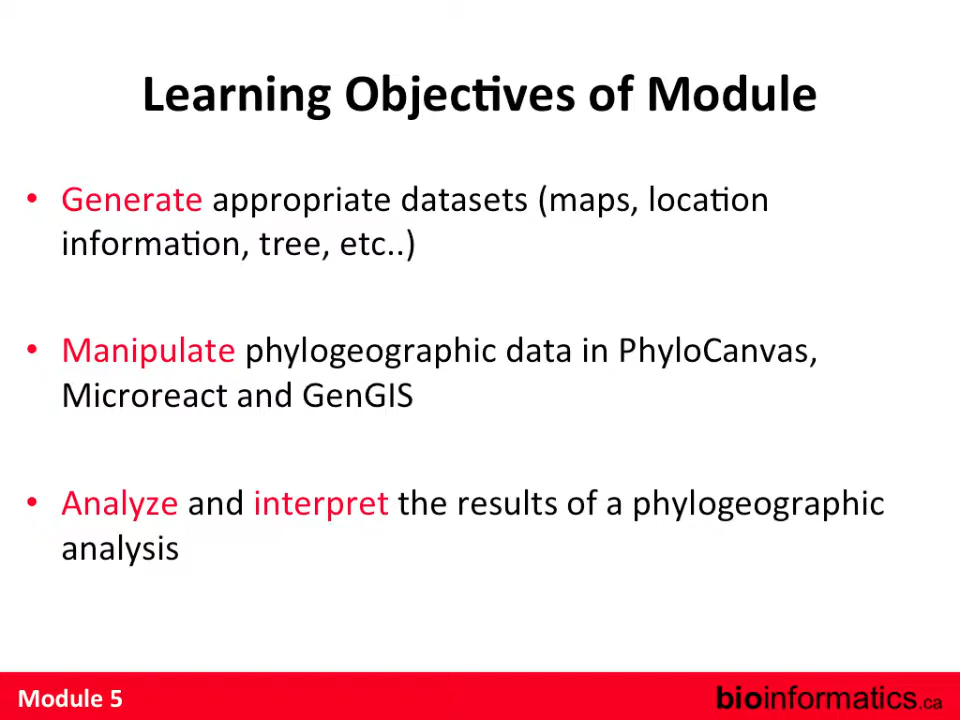 Learning Objectives of Module
• Generate appropriate datasets (maps, location
information, tree, etc..)
• Manipulate phylogeographic data in PhyloCanvas,
Microreact and GenGIS
• Analyze and interpret the results of a phylogeographic
analysis
Module 5
bioinformatics.ca